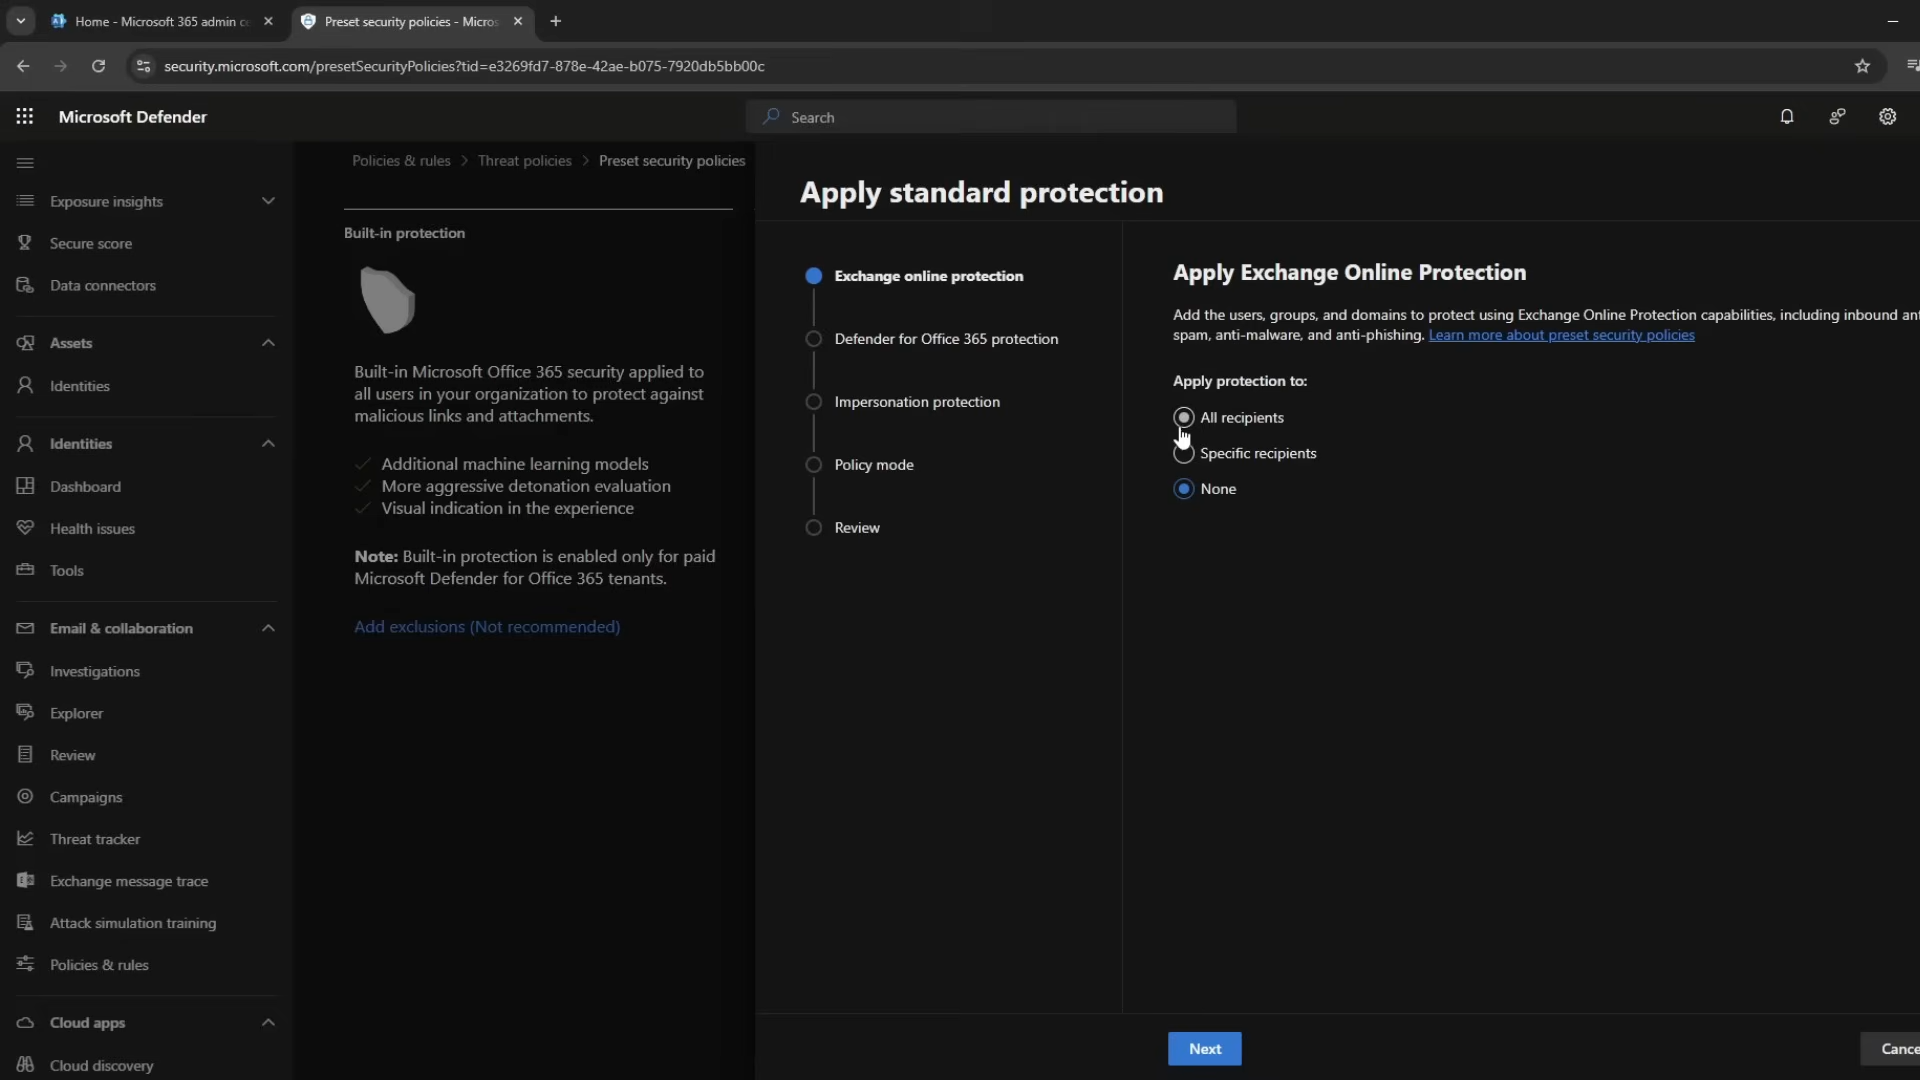 Home - Microsoft 365 admin ce
Preset security policies - Micros
security.microsoft.com/presetSecurityPolicies?tid=e3269fd7-878e-42ae-b075-7920db5bb00c
Microsoft Defender
Search
Exposure insights
Secure score
Data connectors
Assets
Identities
Identities
Dashboard
Health issues
Tools
Email & collaboration
Investigations
Explorer
Review
Campaigns
Threat tracker
Exchange message trace
Attack simulation training
Policies & rules
Cloud apps
Cloud discovery
Policies & rules > Threat policies > Preset security policies
Built-in protection
Built-in Microsoft Office 365 security applied to
all users in your organization to protect against
malicious links and attachments.
Additional machine learning models
More aggressive detonation evaluation
Visual indication in the experience
Note: Built-in protection is enabled only for paid
Microsoft Defender for Office 365 tenants.
Add exclusions (Not recommended)
Apply standard protection
Exchange online protection
Defender for Office 365 protection
Impersonation protection
Policy mode
Review
Apply Exchange Online Protection
Add the users, groups, and domains to protect using Exchange Online Protection capabilities, including inbound ant
spam, anti-malware, and anti-phishing. Learn more about preset security policies
Apply protection to:
All recipients
Specific recipients
None
Next
Cance